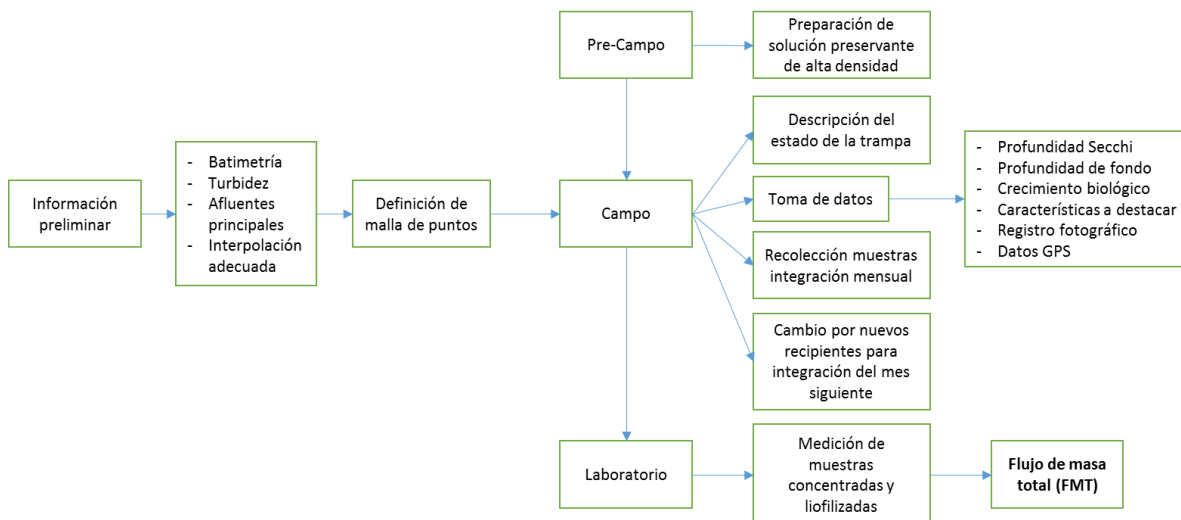 Pre-Campo
Preparación de
solución preservante
de alta densidad
Información
preliminar
- Batimetría
- Turbidez
- Afluentes
principales
- Interpolación
adecuada
Definición de
malla de puntos
Campo
Descripción del
estado de la trampa
Toma de datos
- Profundidad Secchi
- Profundidad de fondo
- Crecimiento biológico
- Características a destacar
- Registro fotográfico
- Datos GPS
Recolección muestras
integración mensual
Cambio por nuevos
recipientes para
integración del mes
siguiente
Laboratorio
Medición de
muestras
concentradas y
liofilizadas
Flujo de masa
total (FMT)